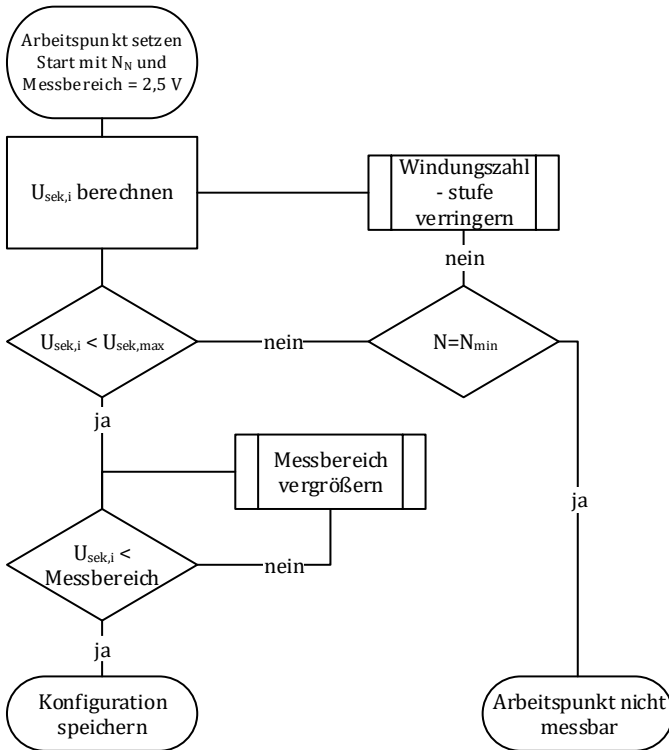 Arbeitspunkt setzen
Start mit N_N und
Messbereich = 2,5 V
U_sek,i berechnen
Windungszahl
- stufe
verringern
nein
U_sek,i < U_sek,max
nein
N=N_min
ja
Messbereich
vergrößern
ja
U_sek,i <
Messbereich
nein
ja
Konfiguration
speichern
Arbeitspunkt nicht
messbar